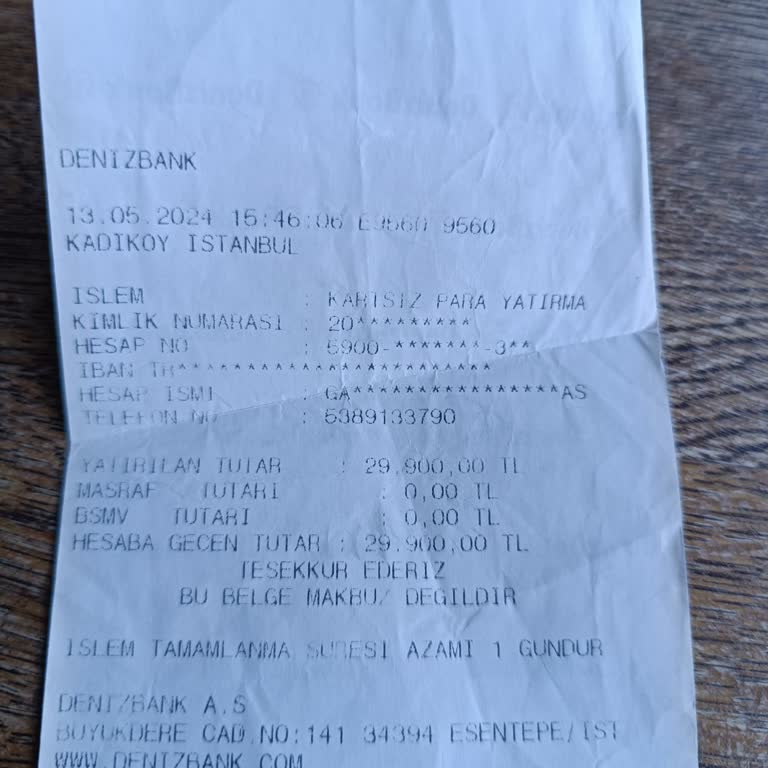 DENIZBANK
13.05.2024 15:46:06 E9560 9560
KADIKOY ISTANBUL
ISLEM : KARTSIZ PARA YATIRMA
KIMLIK NUMARASI : 20*********
HESAP NO : 5900-*******-3**
IBAN TR************************
HESAP ISMI : GA*****************AS
TELEFON NO : 5389133790
YATIRILAN TUTAR : 29.900,00 TL
MASRAF TUTARI : 0,00 TL
BSMV TUTARI : 0,00 TL
HESABA GECEN TUTAR : 29.900,00 TL
TESEKKUR EDERIZ
BU BELGE MAKBUZ DEGILDIR
ISLEM TAMAMLANMA SURESI AZAMI 1 GUNDUR
DENIZBANK A.S
BUYUKDERE CAD.NO:141 34394 ESENTEPE/IST
WWW.DENIZBANK.COM